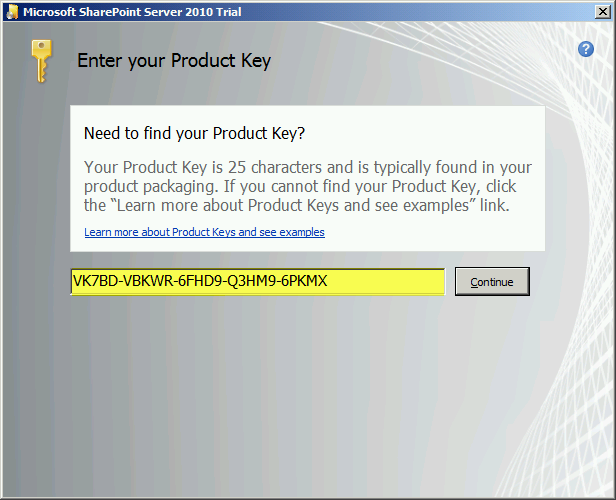 Microsoft SharePoint Server 2010 Trial
Enter your Product Key
?
Need to find your Product Key?
Your Product Key is 25 characters and is typically found in your
product packaging. If you cannot find your Product Key, click
the “Learn more about Product Keys and see examples” link.
Learn more about Product Keys and see examples
VK7BD-VBKWR-6FHD9-Q3HM9-6PKMX
Continue